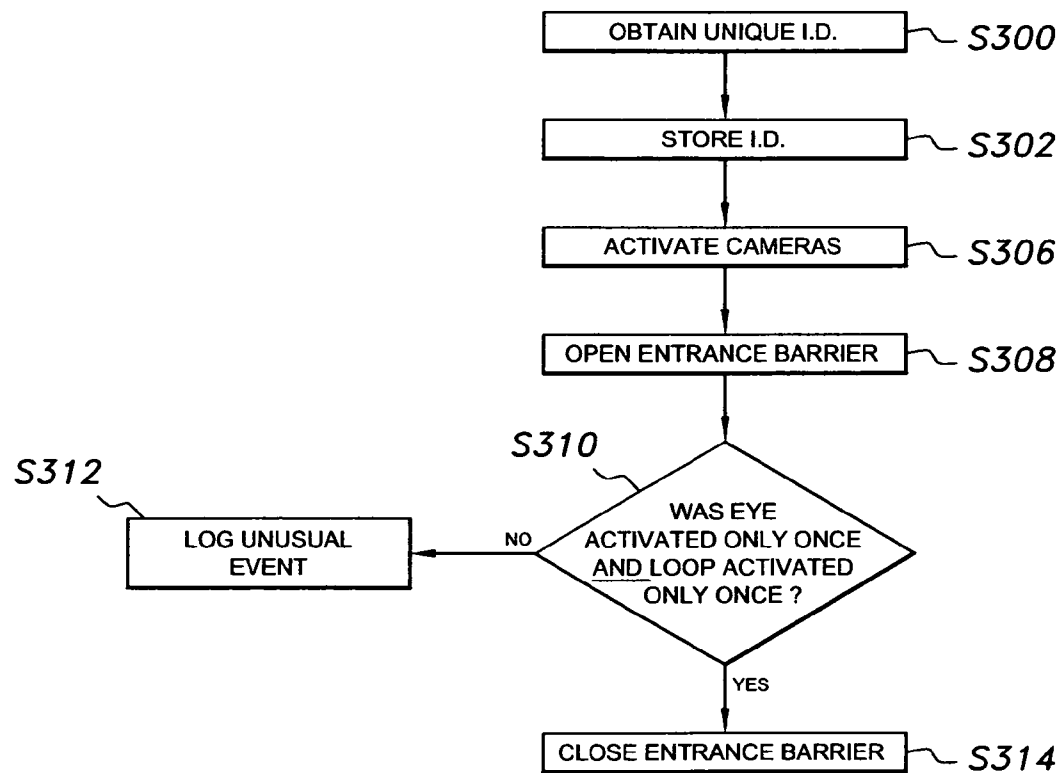 OBTAIN UNIQUE I.D.
S300
STORE I.D.
S302
ACTIVATE CAMERAS
S306
OPEN ENTRANCE BARRIER
S308
S310
S312
WAS EYE
ACTIVATED ONLY ONCE
AND LOOP ACTIVATED
ONLY ONCE ?
NO
LOG UNUSUAL
EVENT
YES
CLOSE ENTRANCE BARRIER
S314